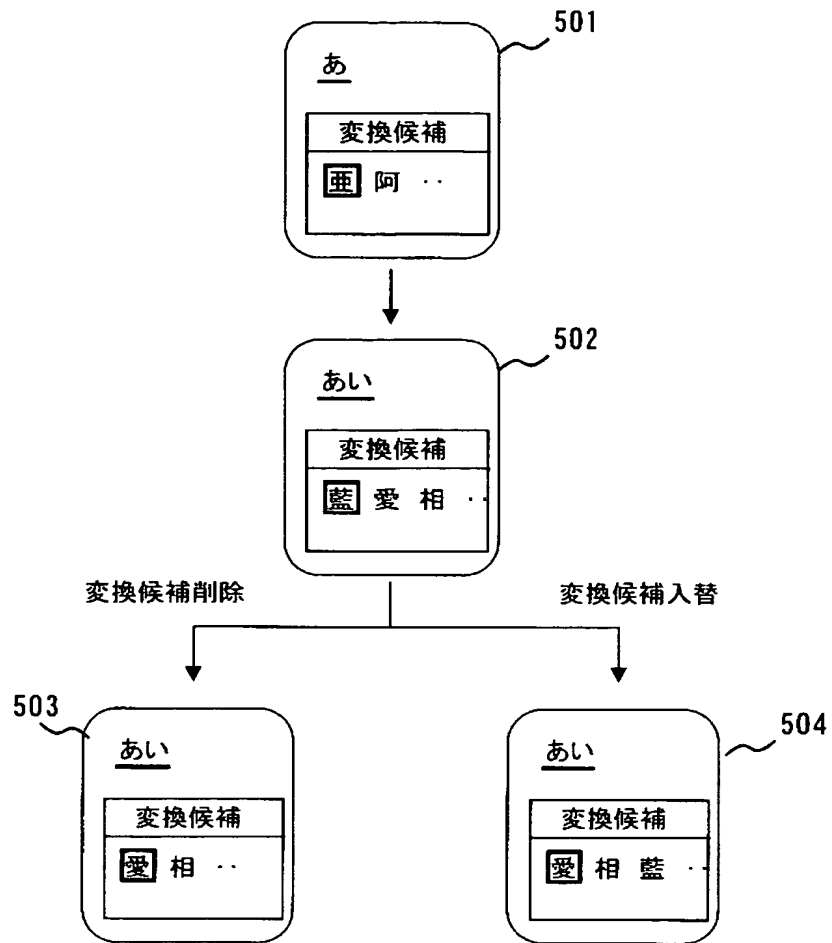 501
あ
変換候補
亜 阿 ‥
502
あい
変換候補
藍 愛 相 ‥
変換候補削除
変換候補入替
503
あい
変換候補
愛 相 ‥
504
あい
変換候補
愛 相 藍 ‥